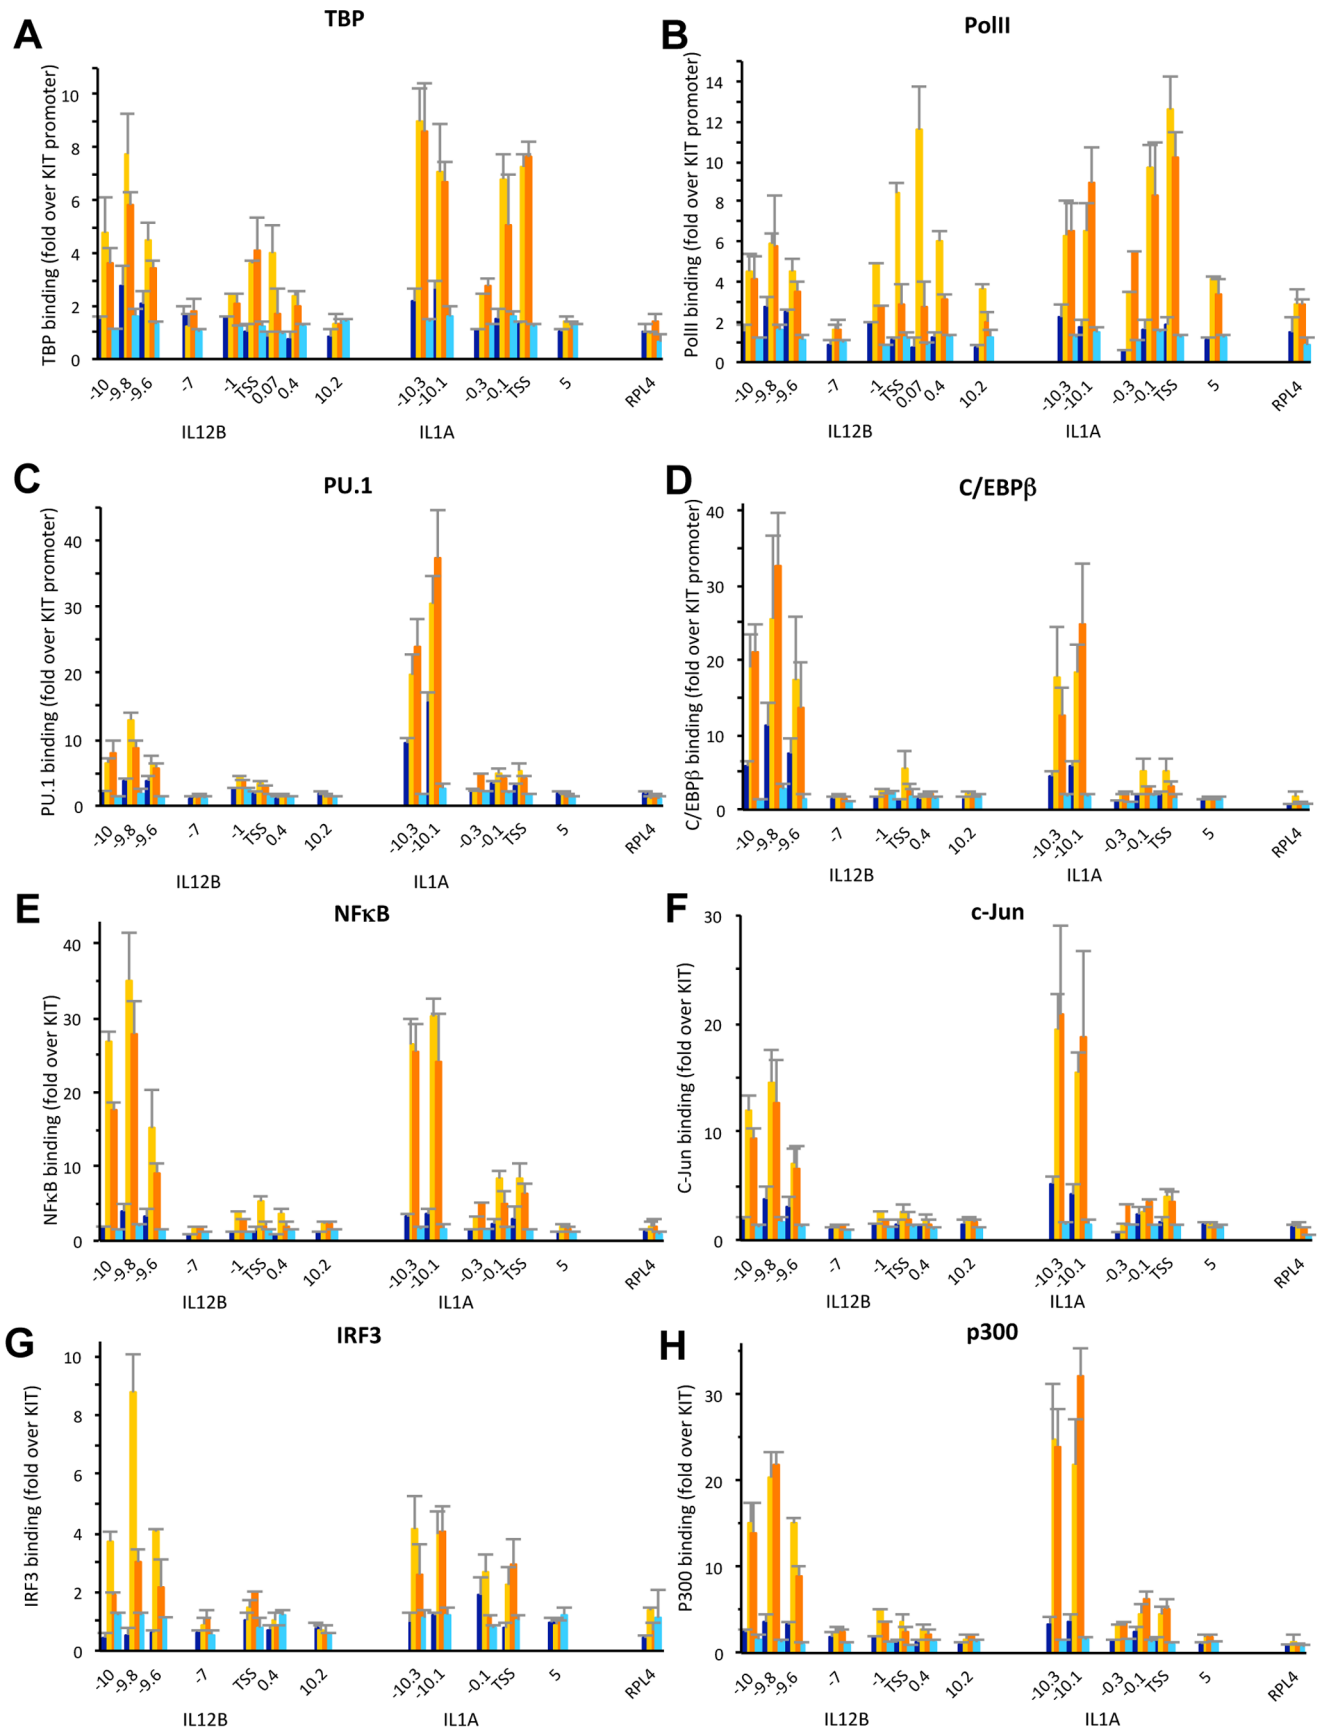 A
TBP
TBP binding (fold over KIT promoter)
10
8
6
4
2
0
-10
-9.8
-9.6
-7
-1
TSS
0.07
0.4
10.2
-10.3
-10.1
-0.3
-0.1
TSS
5
RPL4
IL12B
IL1A
B
PolII
PolII binding (fold over KIT promoter)
14
12
10
8
6
4
2
0
-10
-9.8
-9.6
-7
-1
TSS
0.07
0.4
10.2
-10.3
-10.1
-0.3
-0.1
TSS
5
RPL4
IL12B
IL1A
C
PU.1
PU.1 binding (fold over KIT promoter)
40
30
20
10
0
-10
-9.8
-9.6
-7
-1
TSS
0.4
10.2
-10.3
-10.1
-0.3
-0.1
TSS
5
RPL4
IL12B
IL1A
D
C/EBPβ
C/EBPβ binding (fold over KIT promoter)
40
30
20
10
0
-10
-9.8
-9.6
-7
-1
TSS
0.4
10.2
-10.3
-10.1
-0.3
-0.1
TSS
5
RPL4
IL12B
IL1A
E
NFκB
NFκB binding (fold over KIT)
40
30
20
10
0
-10
-9.8
-9.6
-7
-1
TSS
0.4
10.2
-10.3
-10.1
-0.3
-0.1
TSS
5
RPL4
IL12B
IL1A
F
c-Jun
C-Jun binding (fold over KIT)
30
20
10
0
-10
-9.8
-9.6
-7
-1
TSS
0.4
10.2
-10.3
-10.1
-0.3
-0.1
TSS
5
RPL4
IL12B
IL1A
G
IRF3
IRF3 binding (fold over KIT)
10
8
6
4
2
0
-10
-9.8
-9.6
-7
TSS
0.4
10.2
-10.3
-10.1
-0.1
TSS
5
RPL4
IL12B
IL1A
H
p300
P300 binding (fold over KIT)
30
20
10
0
-10
-9.8
-9.6
-7
-1
TSS
0.4
10.2
-10.3
-10.1
-0.3
-0.1
TSS
5
RPL4
IL12B
IL1A